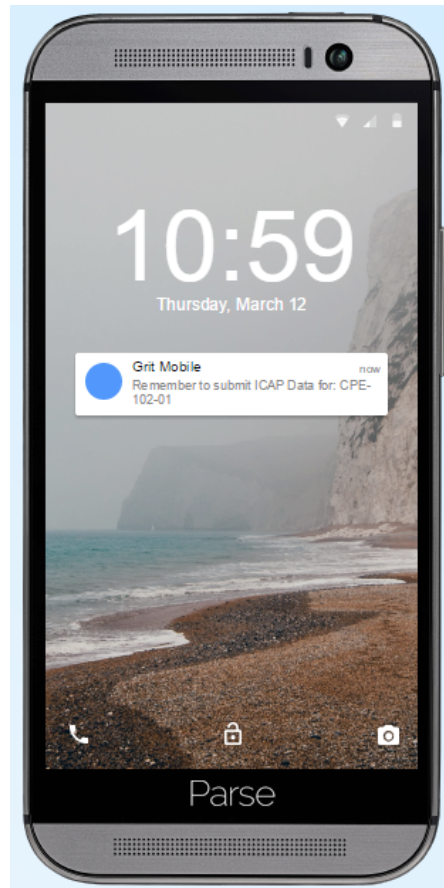 10:59
Thursday, March 12
Grit Mobile now
Remember to submit ICAP Data for: CPE-
102-01
Parse